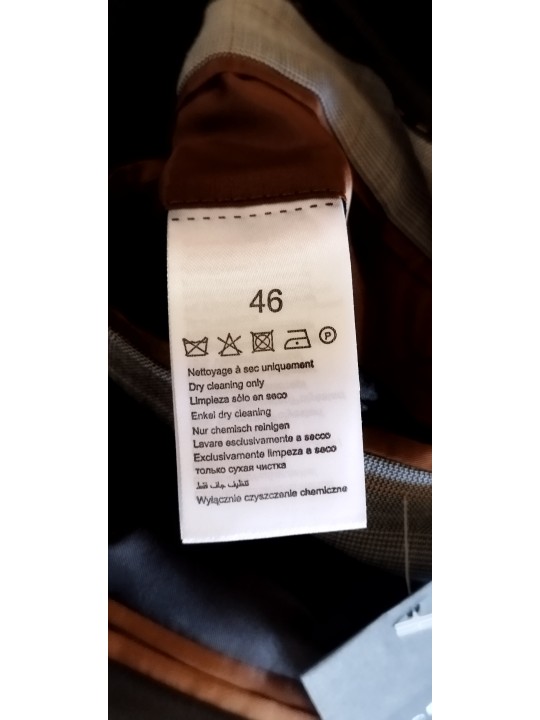 46
P
Nettoyage à sec uniquement
Dry cleaning only
Limpieza sólo en seco
Enkel dry cleaning
Nur chemisch reinigen
Lavare esclusivamente a secco
Exclusivamente limpeza a seco
только сухая чистка
تنظيف جاف فقط
Wyłącznie czyszczenie chemiczne